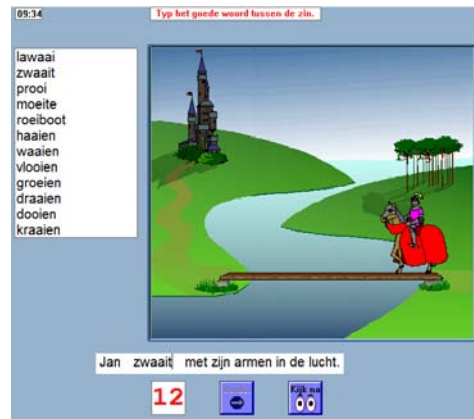 09:34
Typ het goede woord tussen de zin.
lawaai
zwaait
prooi
moeite
roeiboot
haaien
waaien
vlooien
groeien
draaien
dooien
kraaien
Jan zwaait met zijn armen in de lucht.
12
Kijk na